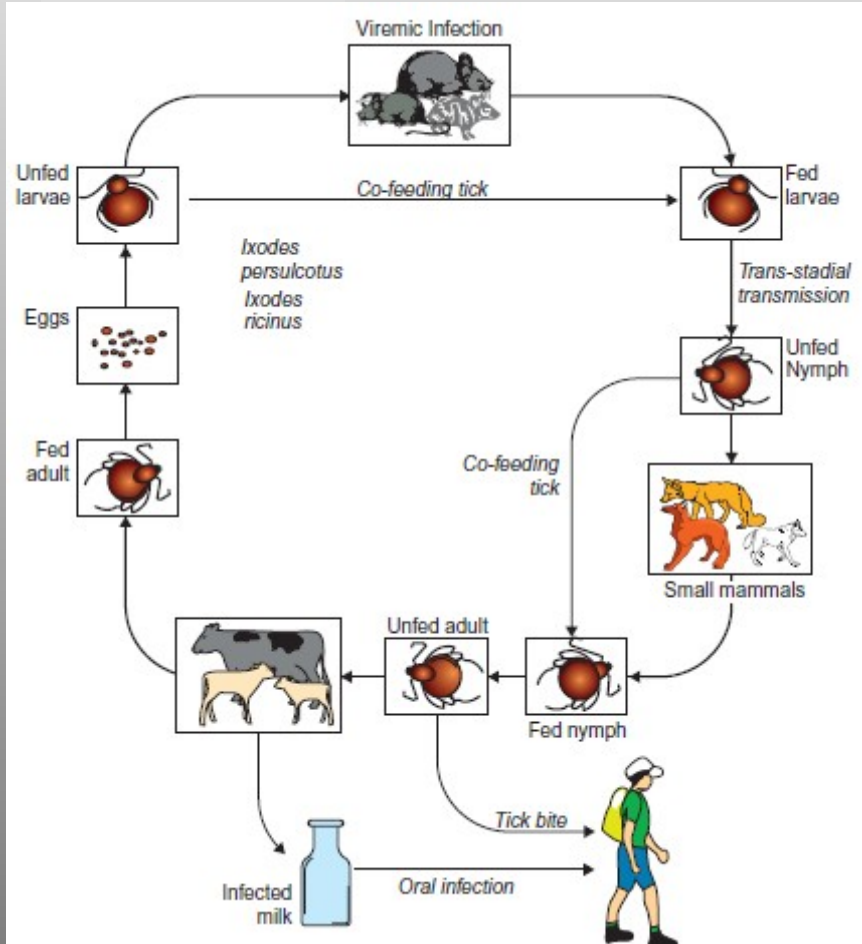 Viremic Infection
Unfed
larvae
Co-feeding tick
Fed
larvae
Ixodes
persulcotus
Ixodes
ricinus
Trans-stadial
transmission
Eggs
Unfed
Nymph
Fed
adult
Co-feeding
tick
Small mammals
Unfed adult
Fed nymph
Tick bite
Infected
milk
Oral infection